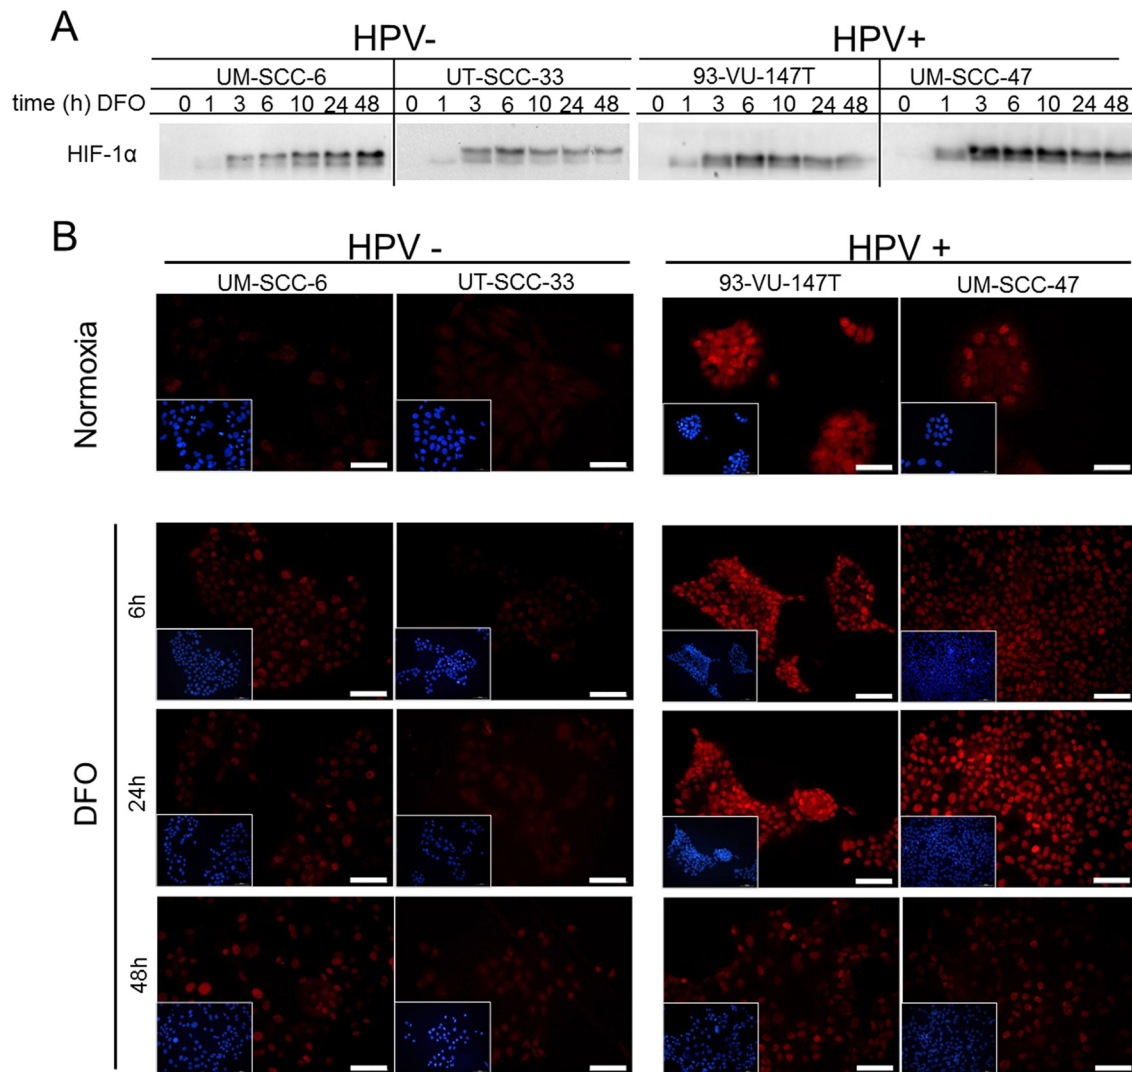 A
HPV- HPV+
UM-SCC-6 UT-SCC-33 93-VU-147T UM-SCC-47
time (h) DFO 0 1 3 6 10 24 48 0 1 3 6 10 24 48 0 1 3 6 10 24 48 0 1 3 6 10 24 48
HIF-1α
B
HPV - HPV +
UM-SCC-6 UT-SCC-33 93-VU-147T UM-SCC-47
Normoxia
DFO
6h
24h
48h